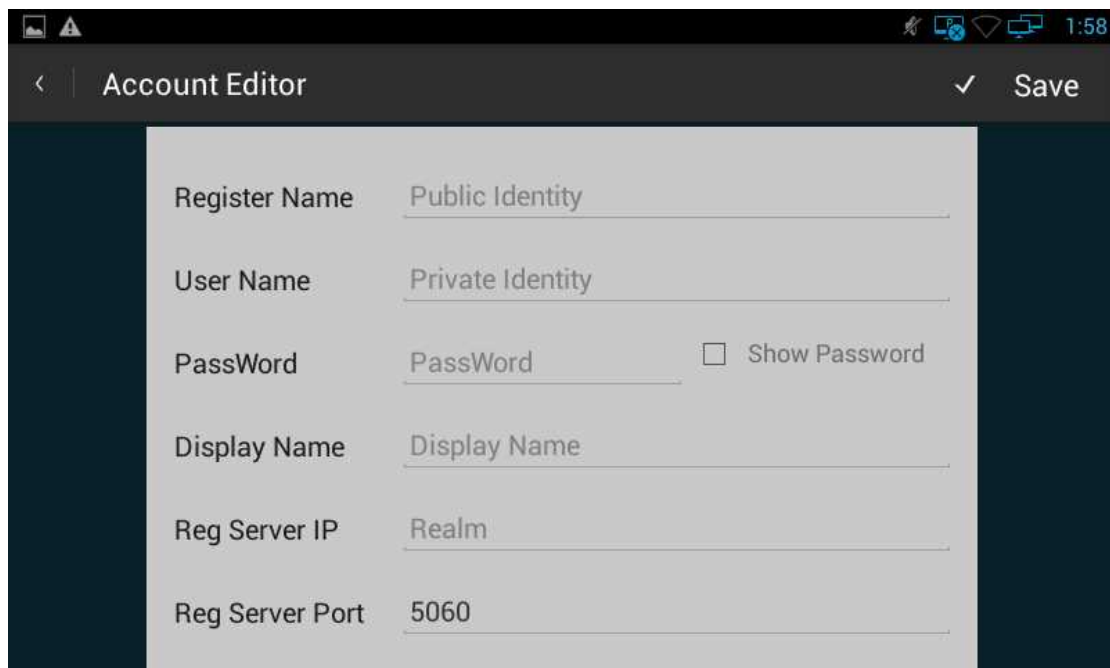 1:58
Account Editor
Save
Register Name Public Identity
User Name Private Identity
PassWord PassWord Show Password
Display Name Display Name
Reg Server IP Realm
Reg Server Port 5060